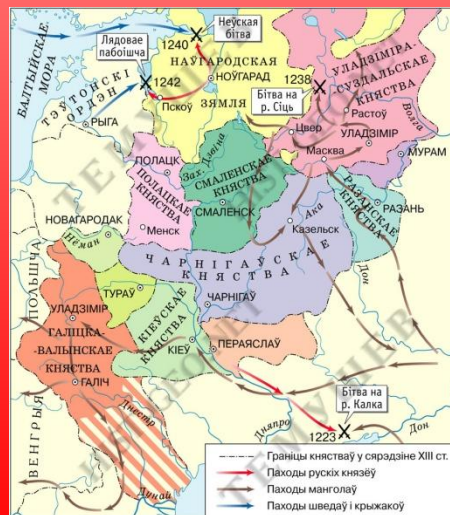 БАЛТЫЙСКАЕ
МОРА
Лядовае
пабоішча
1242
1240
Неўская
бітва
НАЎГАРОДСКАЯ
ЗЯМЛЯ
НОЎГАРАД
Пскоў
ТЭЎТОНСКІ
ОРДЭН
РЫГА
1238
Бітва на
р. Сіць
УЛАДЗІМІРА-
СУЗДАЛЬСКАЕ
КНЯСТВА
Цвер
Растоў
УЛАДЗІМІР
Масква
Волга
МУРАМ
ПОЛАЦК
ПОЛАЦКАЕ
КНЯСТВА
Менск
Зах. Дзвіна
СМАЛЕНСКАЕ
КНЯСТВА
СМАЛЕНСК
РАЗАНСКАЕ
КНЯСТВА
РАЗАНЬ
Ака
Казельск
НОВАГАРОДАК
Нёман
ЧАРНІГАЎСКАЕ
КНЯСТВА
ЧАРНІГАЎ
Дон
ПОЛЬШЧА
ТУРАЎ
УЛАДЗІМІР
ГАЛІЦКА-
ВАЛЫНСКАЕ
КНЯСТВА
ГАЛІЧ
КІЕЎСКАЕ
КНЯСТВА
КІЕЎ
ПЕРАЯСЛАЎ
ВЕНГРЫЯ
Днестр
Дунай
Дняпро
Бітва на
р. Калка
1223
Дон
Граніцы княстваў у сярэдзіне XIII ст.
Паходы рускіх князёў
Паходы манголаў
Паходы шведаў і крыжакоў